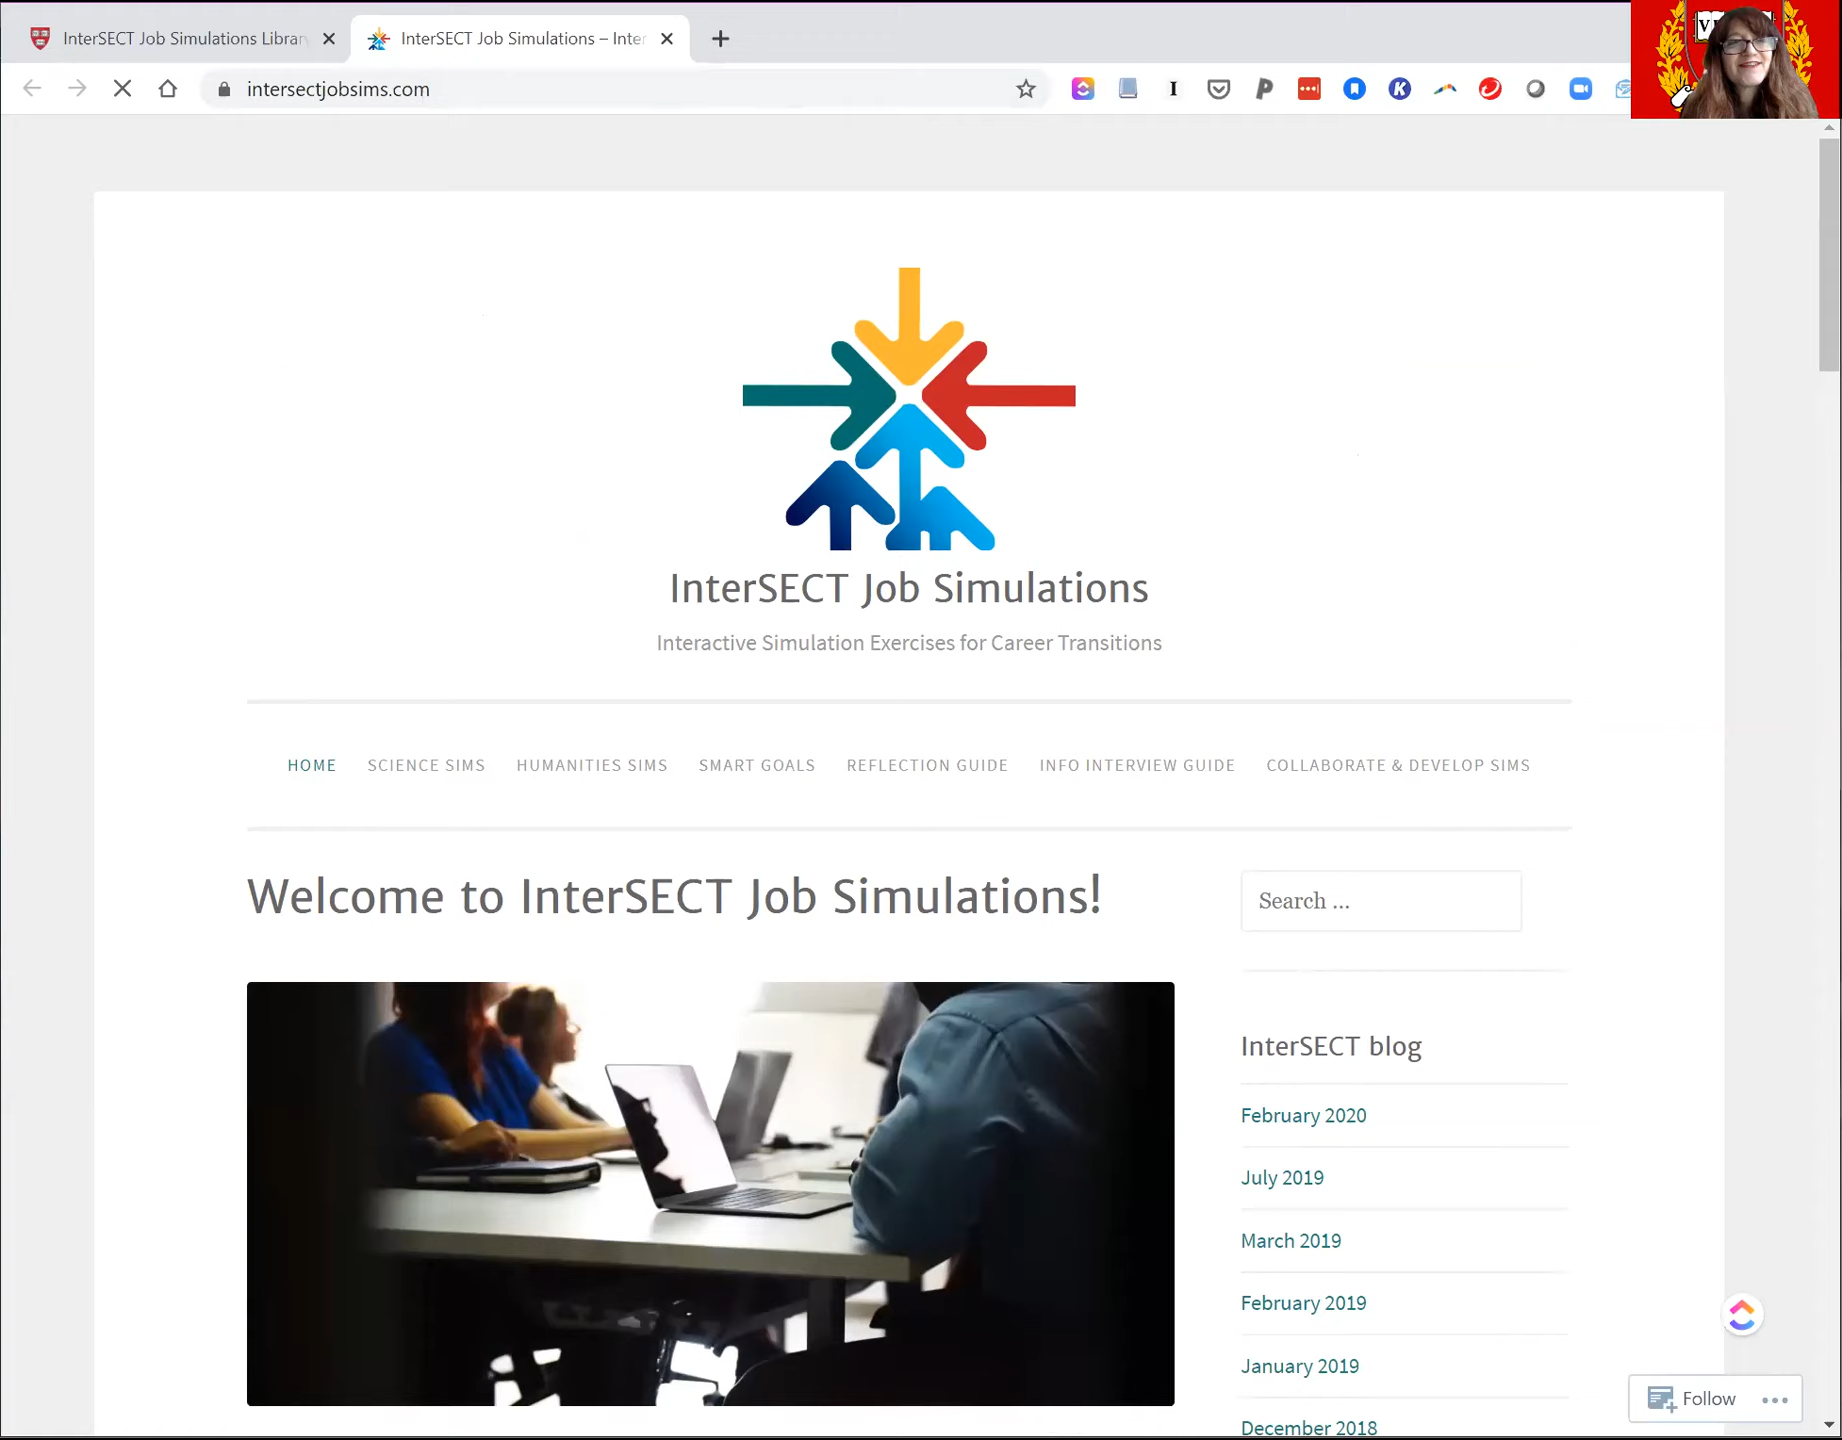 InterSECT Job Simulations Library
InterSECT Job Simulations – Inter
intersectjobsims.com
InterSECT Job Simulations
Interactive Simulation Exercises for Career Transitions
HOME SCIENCE SIMS HUMANITIES SIMS SMART GOALS REFLECTION GUIDE INFO INTERVIEW GUIDE COLLABORATE & DEVELOP SIMS
Welcome to InterSECT Job Simulations!
Search ...
InterSECT blog
February 2020
July 2019
March 2019
February 2019
January 2019
December 2018
Follow